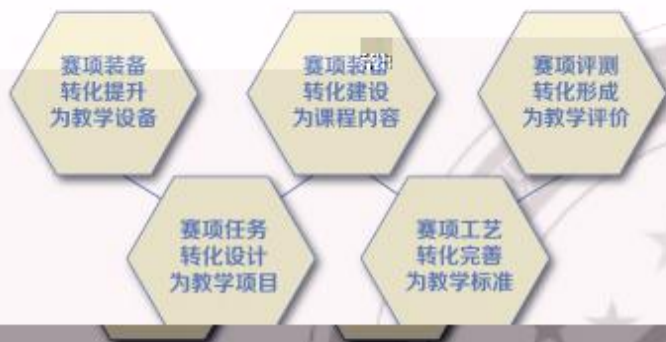 赛项装备
转化提升
为教学设备
赛项装
转化建设
为课程内容
赛项评测
转化形成
为教学评价
赛项任务
转化设计
为教学项目
赛项工艺
转化完善
为教学标准